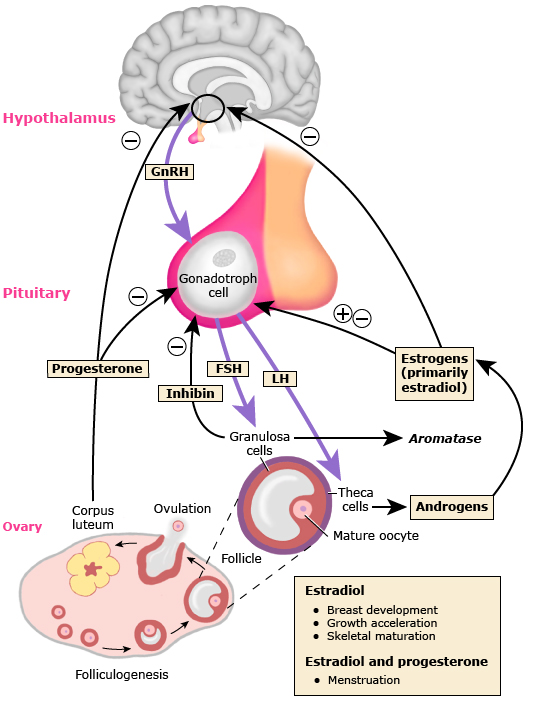 Hypothalamus
−
−
GnRH
Gonadotroph
cell
Pituitary
−
+
−
−
Progesterone
FSH
LH
Inhibin
Estrogens
(primarily
estradiol)
Granulosa
cells
Aromatase
Theca
cells
Androgens
Mature oocyte
Follicle
Ovary
Corpus
luteum
Ovulation
Folliculogenesis
Estradiol
• Breast development
• Growth acceleration
• Skeletal maturation
Estradiol and progesterone
• Menstruation